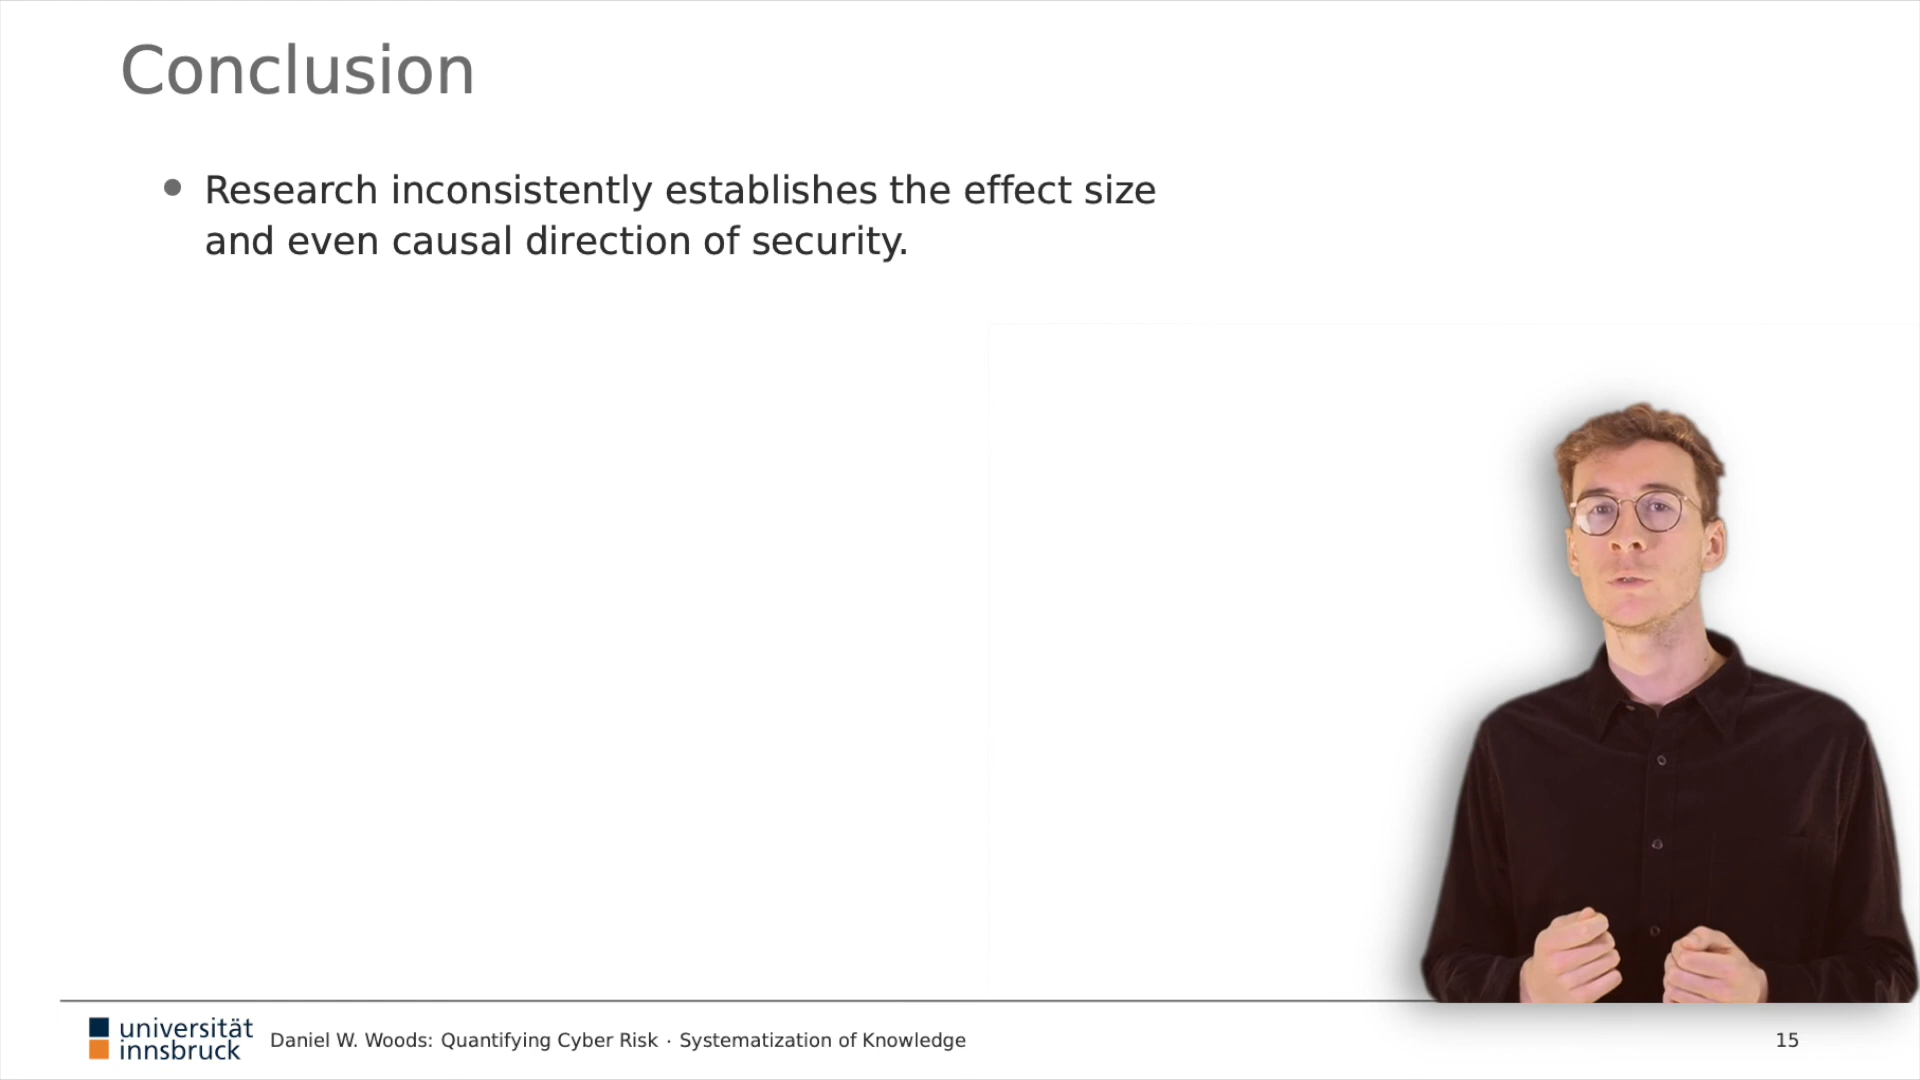 Conclusion
Research inconsistently establishes the effect size
and even causal direction of security.
universität
innsbruck
Daniel W. Woods: Quantifying Cyber Risk · Systematization of Knowledge
15